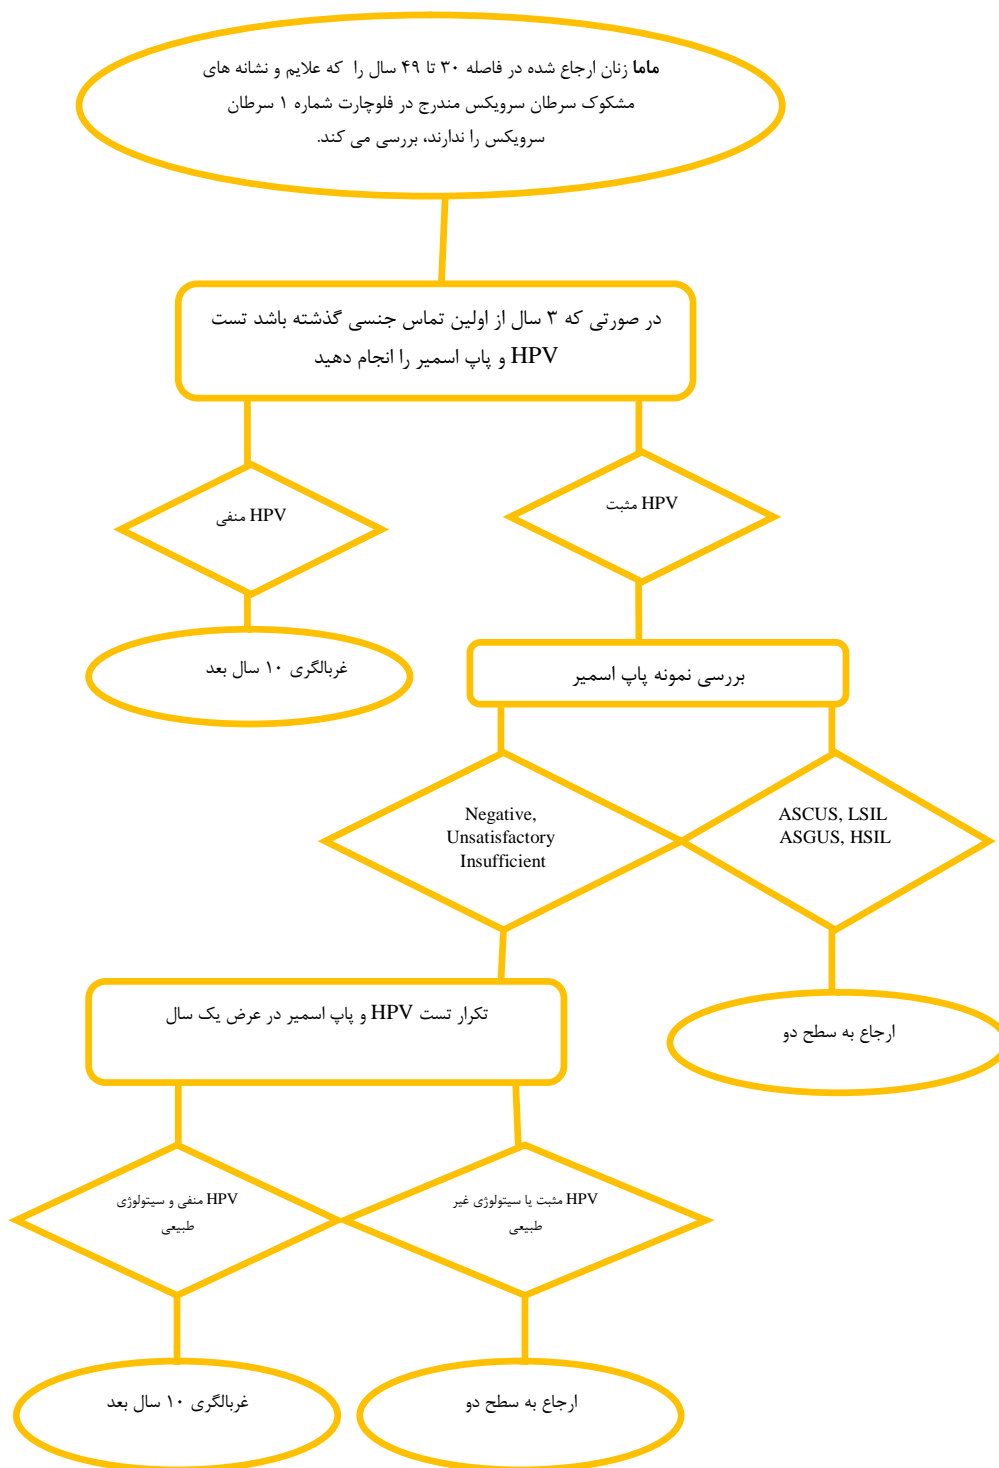 ماما زنان ارجاع شده در فاصله ۳۰ تا ۴۹ سال را که علایم و نشانه های
مشکوک سرطان سرویکس مندرج در فلوچارت شماره ۱ سرطان
سرویکس را ندارند، بررسی می کند.
در صورتی که ۳ سال از اولین تماس جنسی گذشته باشد تست
HPV و پاپ اسمیر را انجام دهید
HPV مثبت
HPV منفی
غربالگری ۱۰ سال بعد
بررسی نمونه پاپ اسمیر
ASCUS, LSIL
ASGUS, HSIL
Negative,
Unsatisfactory
Insufficient
ارجاع به سطح دو
تکرار تست HPV و پاپ اسمیر در عرض یک سال
HPV مثبت یا سیتولوژی غیر
طبیعی
HPV منفی و سیتولوژی
طبیعی
ارجاع به سطح دو
غربالگری ۱۰ سال بعد